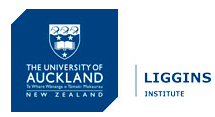 THE UNIVERSITY OF
AUCKLAND
Te Whare Wānanga o Tāmaki Makaurau
NEW ZEALAND
LIGGINS
INSTITUTE